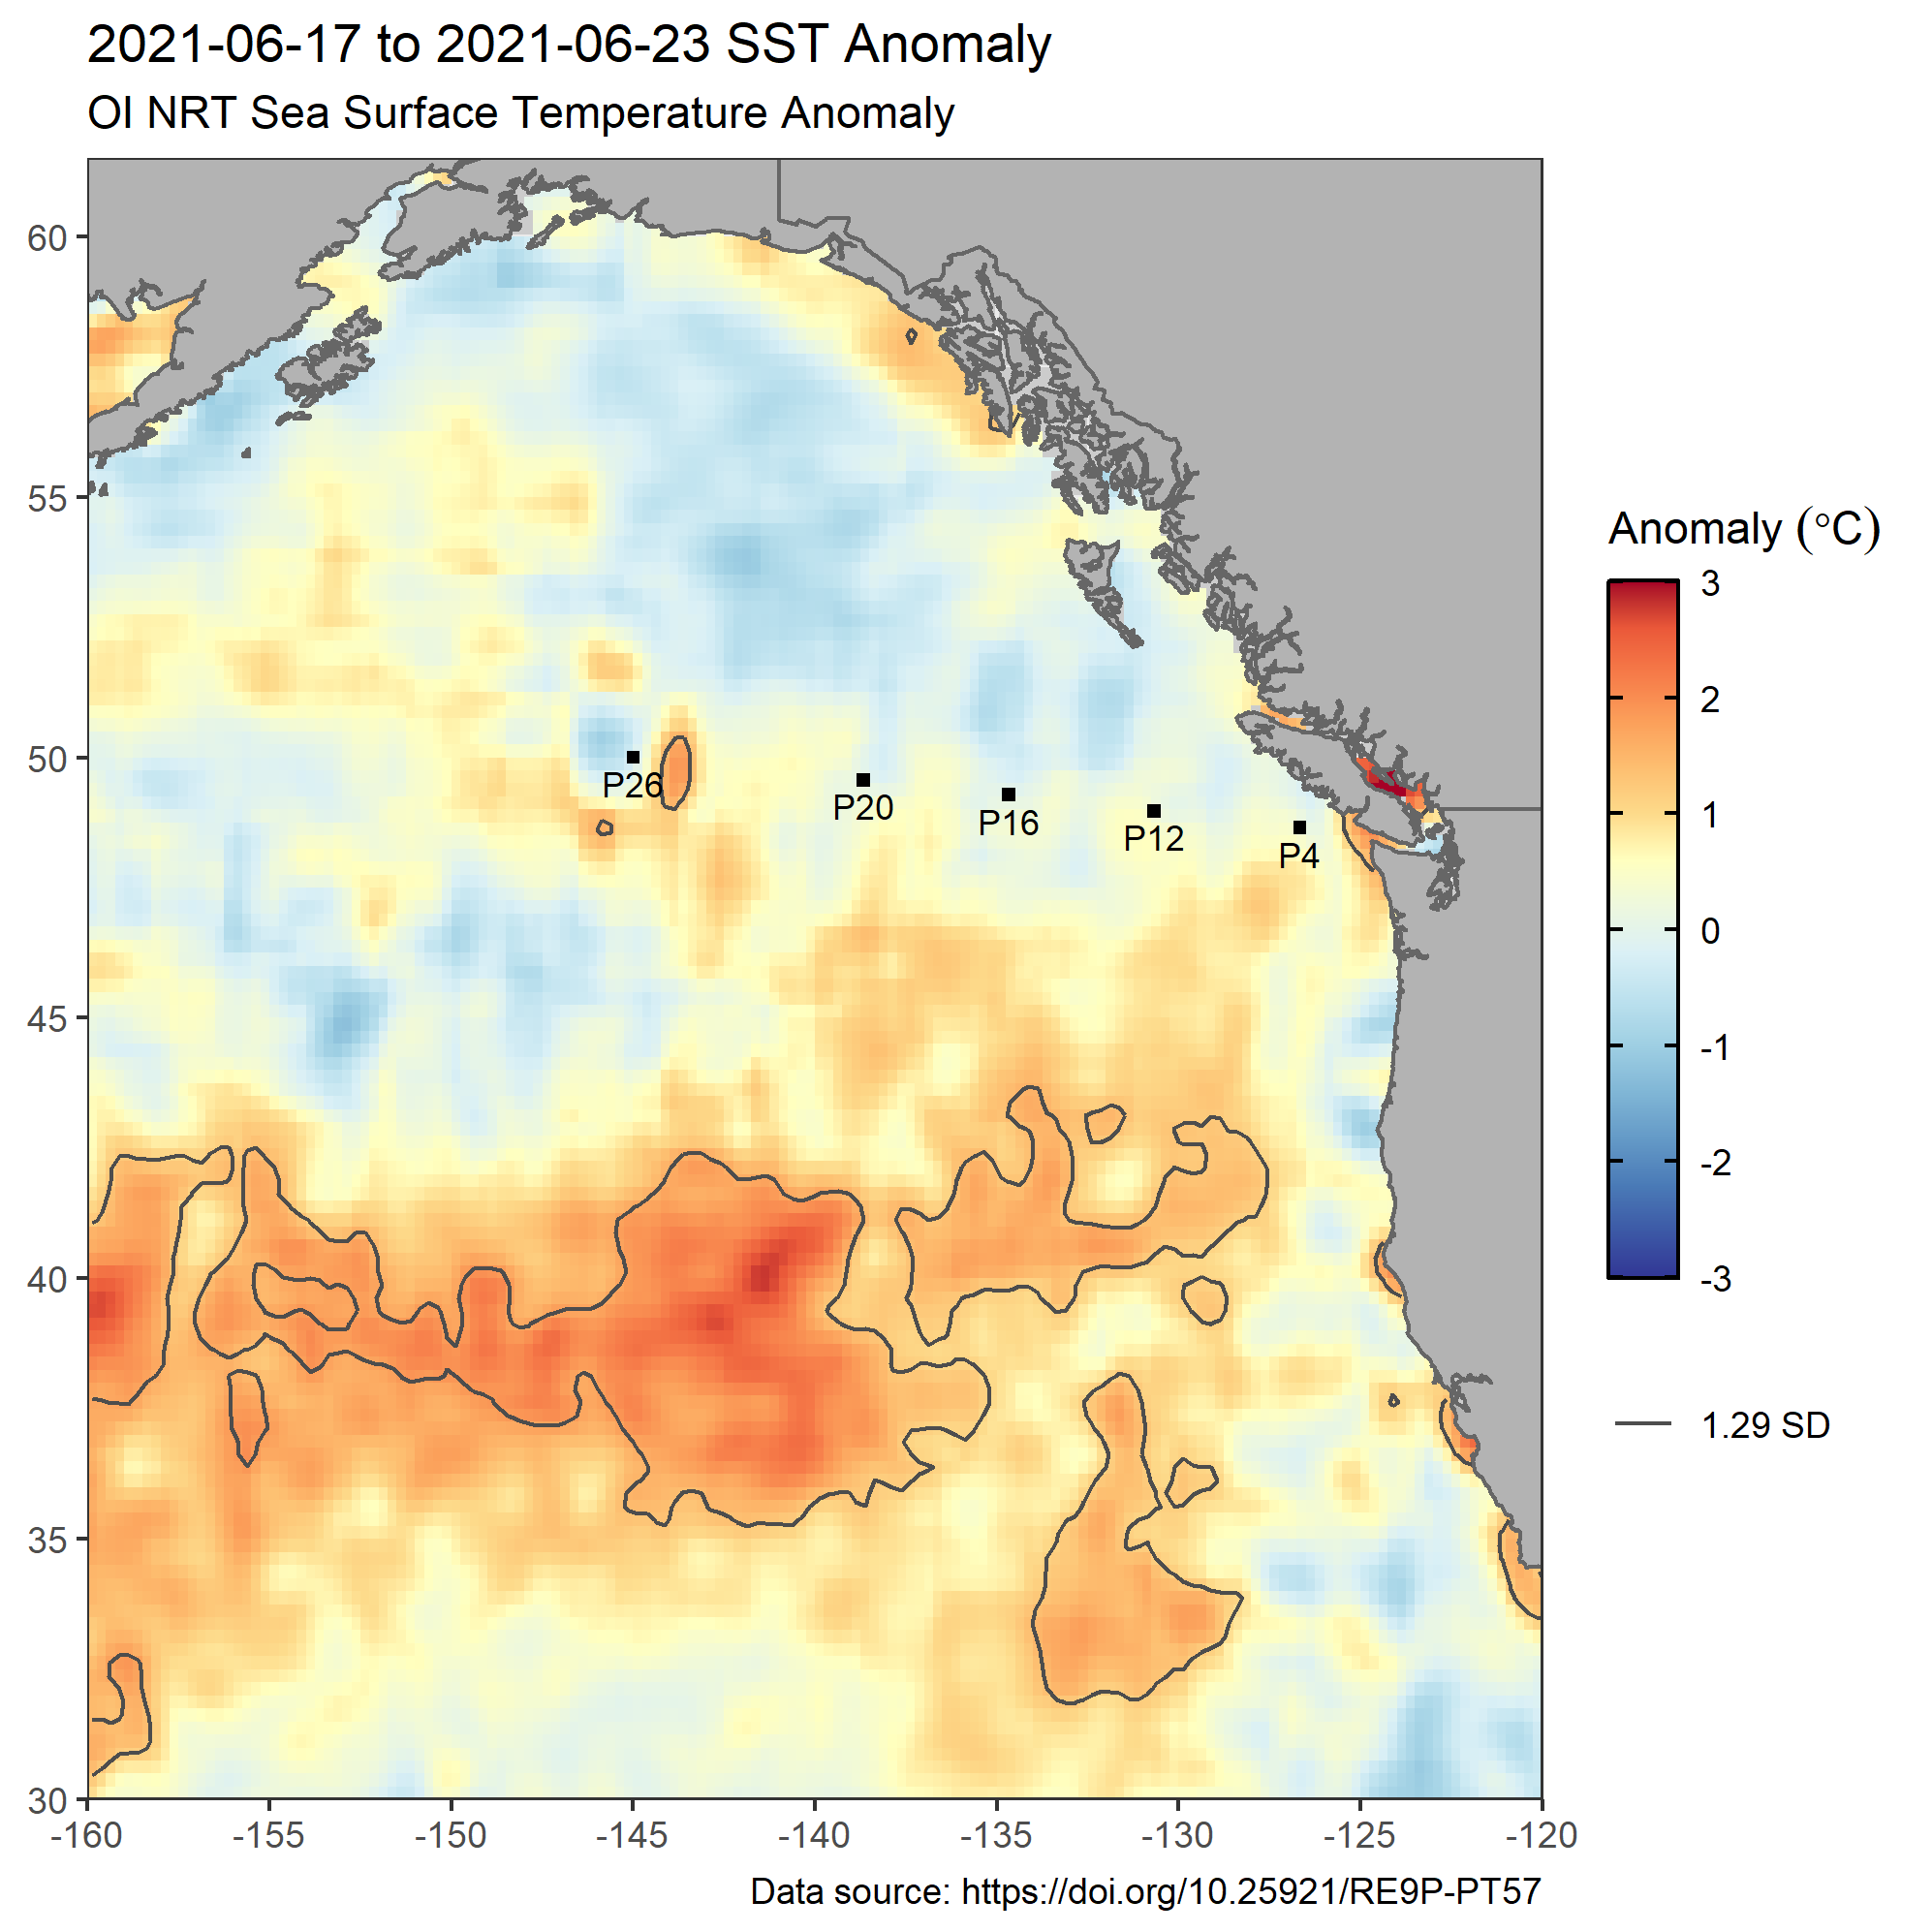 2021-06-17 to 2021-06-23 SST Anomaly
OI NRT Sea Surface Temperature Anomaly
60
55
50
45
40
35
30
-160
-155
-150
-145
-140
-135
-130
-125
-120
P26
P20
P16
P12
P4
Anomaly (°C)
3
2
1
0
-1
-2
-3
1.29 SD
Data source: https://doi.org/10.25921/RE9P-PT57